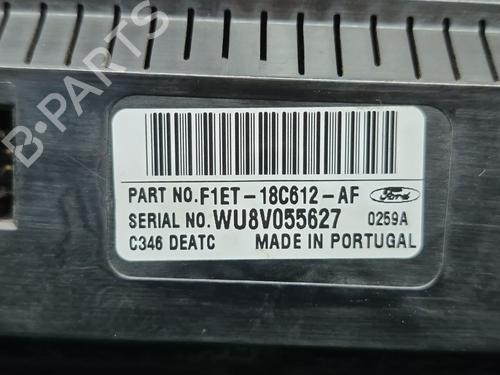 B-PARTS
PART NO. F1ET-18C612-AF Ford
SERIAL NO. WU8V055627 0259A
C346 DEATC MADE IN PORTUGAL